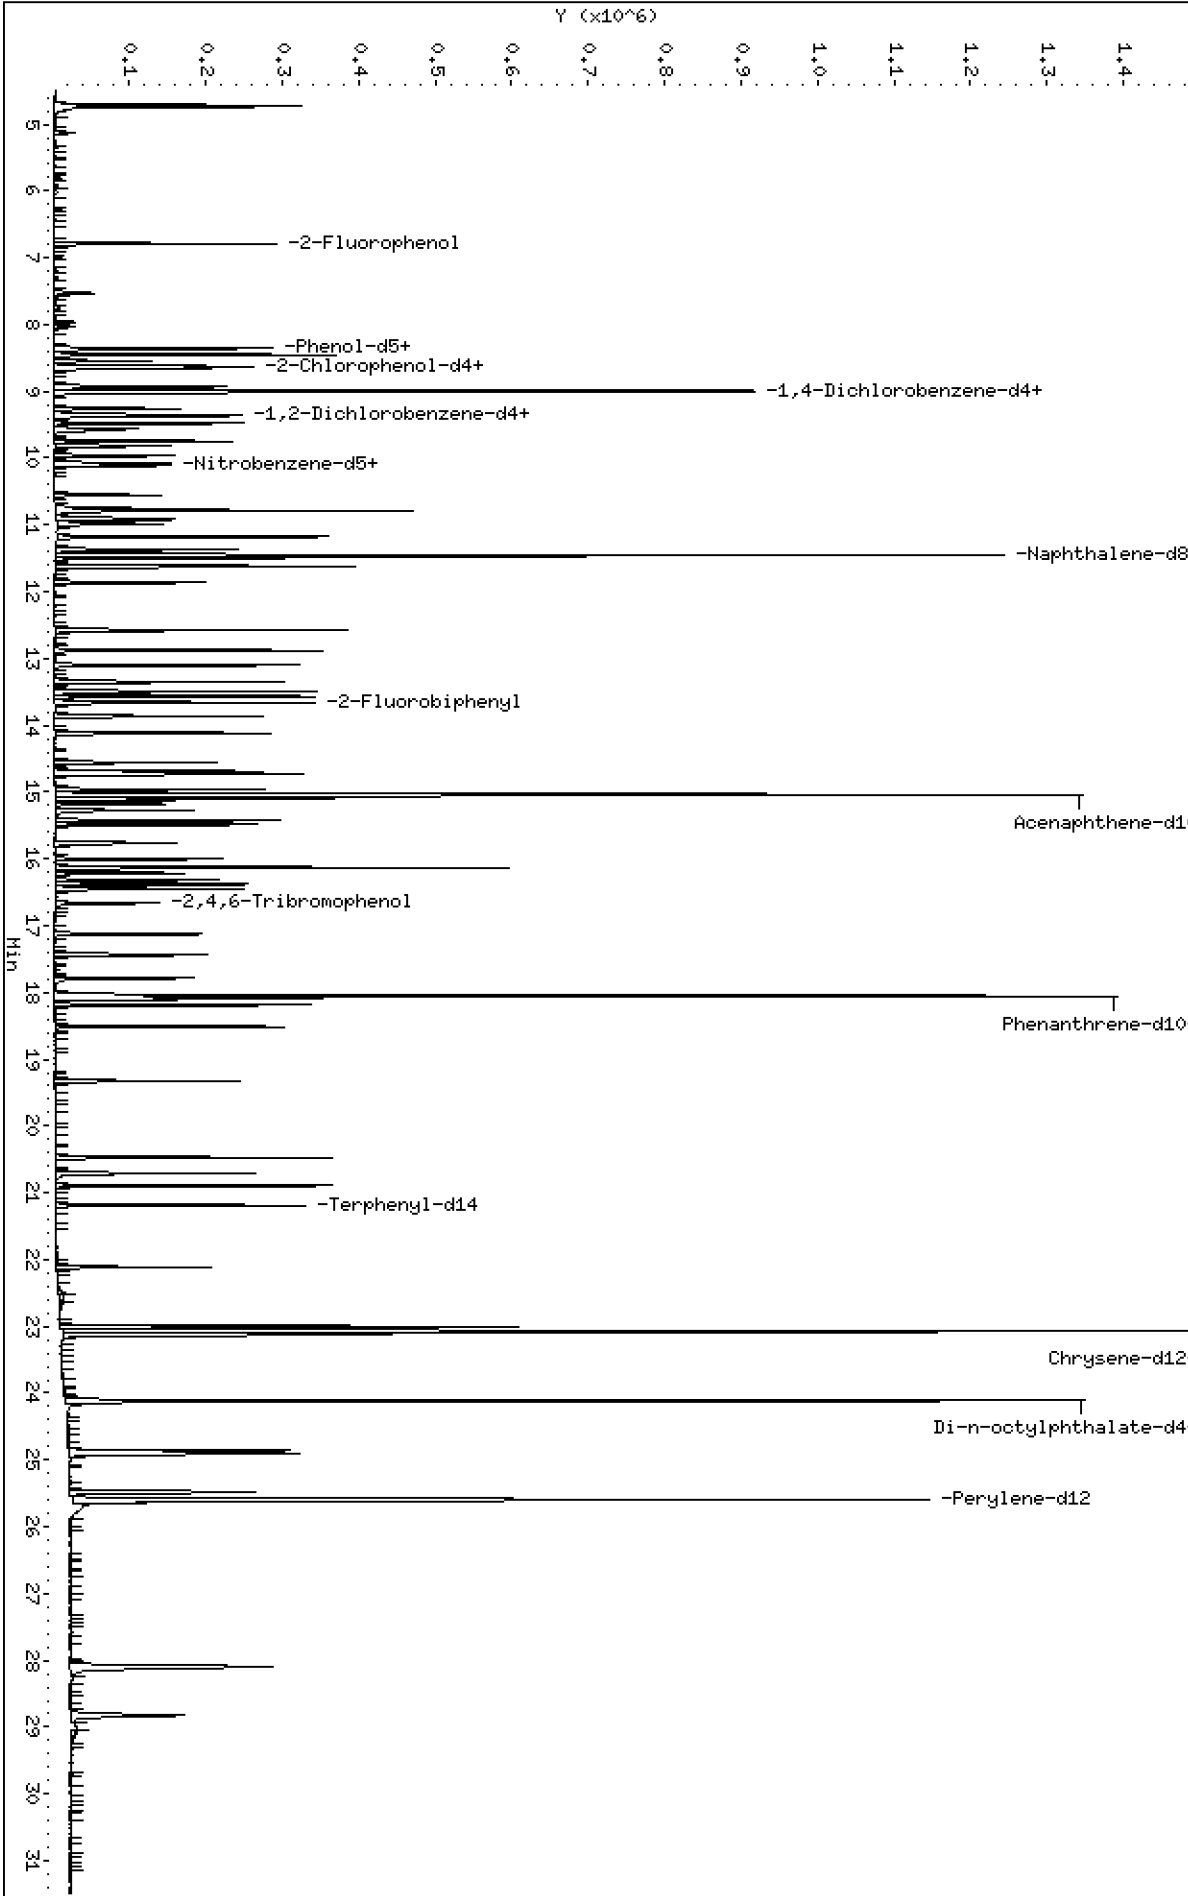 Y (x10^6)
0.1
0.2
0.3
0.4
0.5
0.6
0.7
0.8
0.9
1.0
1.1
1.2
1.3
1.4
5
6
-2-Fluorophenol
7
8
-Phenol-d5+
-2-Chlorophenol-d4+
9
-1,4-Dichlorobenzene-d4+
-1,2-Dichlorobenzene-d4+
10
-Nitrobenzene-d5+
11
-Naphthalene-d8
12
13
-2-Fluorobiphenyl
14
15
Acenaphthene-d1
16
-2,4,6-Tribromophenol
17
Min
18
Phenanthrene-d10
19
20
21
-Terphenyl-d14
22
23
Chrysene-d12
24
Di-n-octylphthalate-d4
25
-Perylene-d12
26
27
28
29
30
31